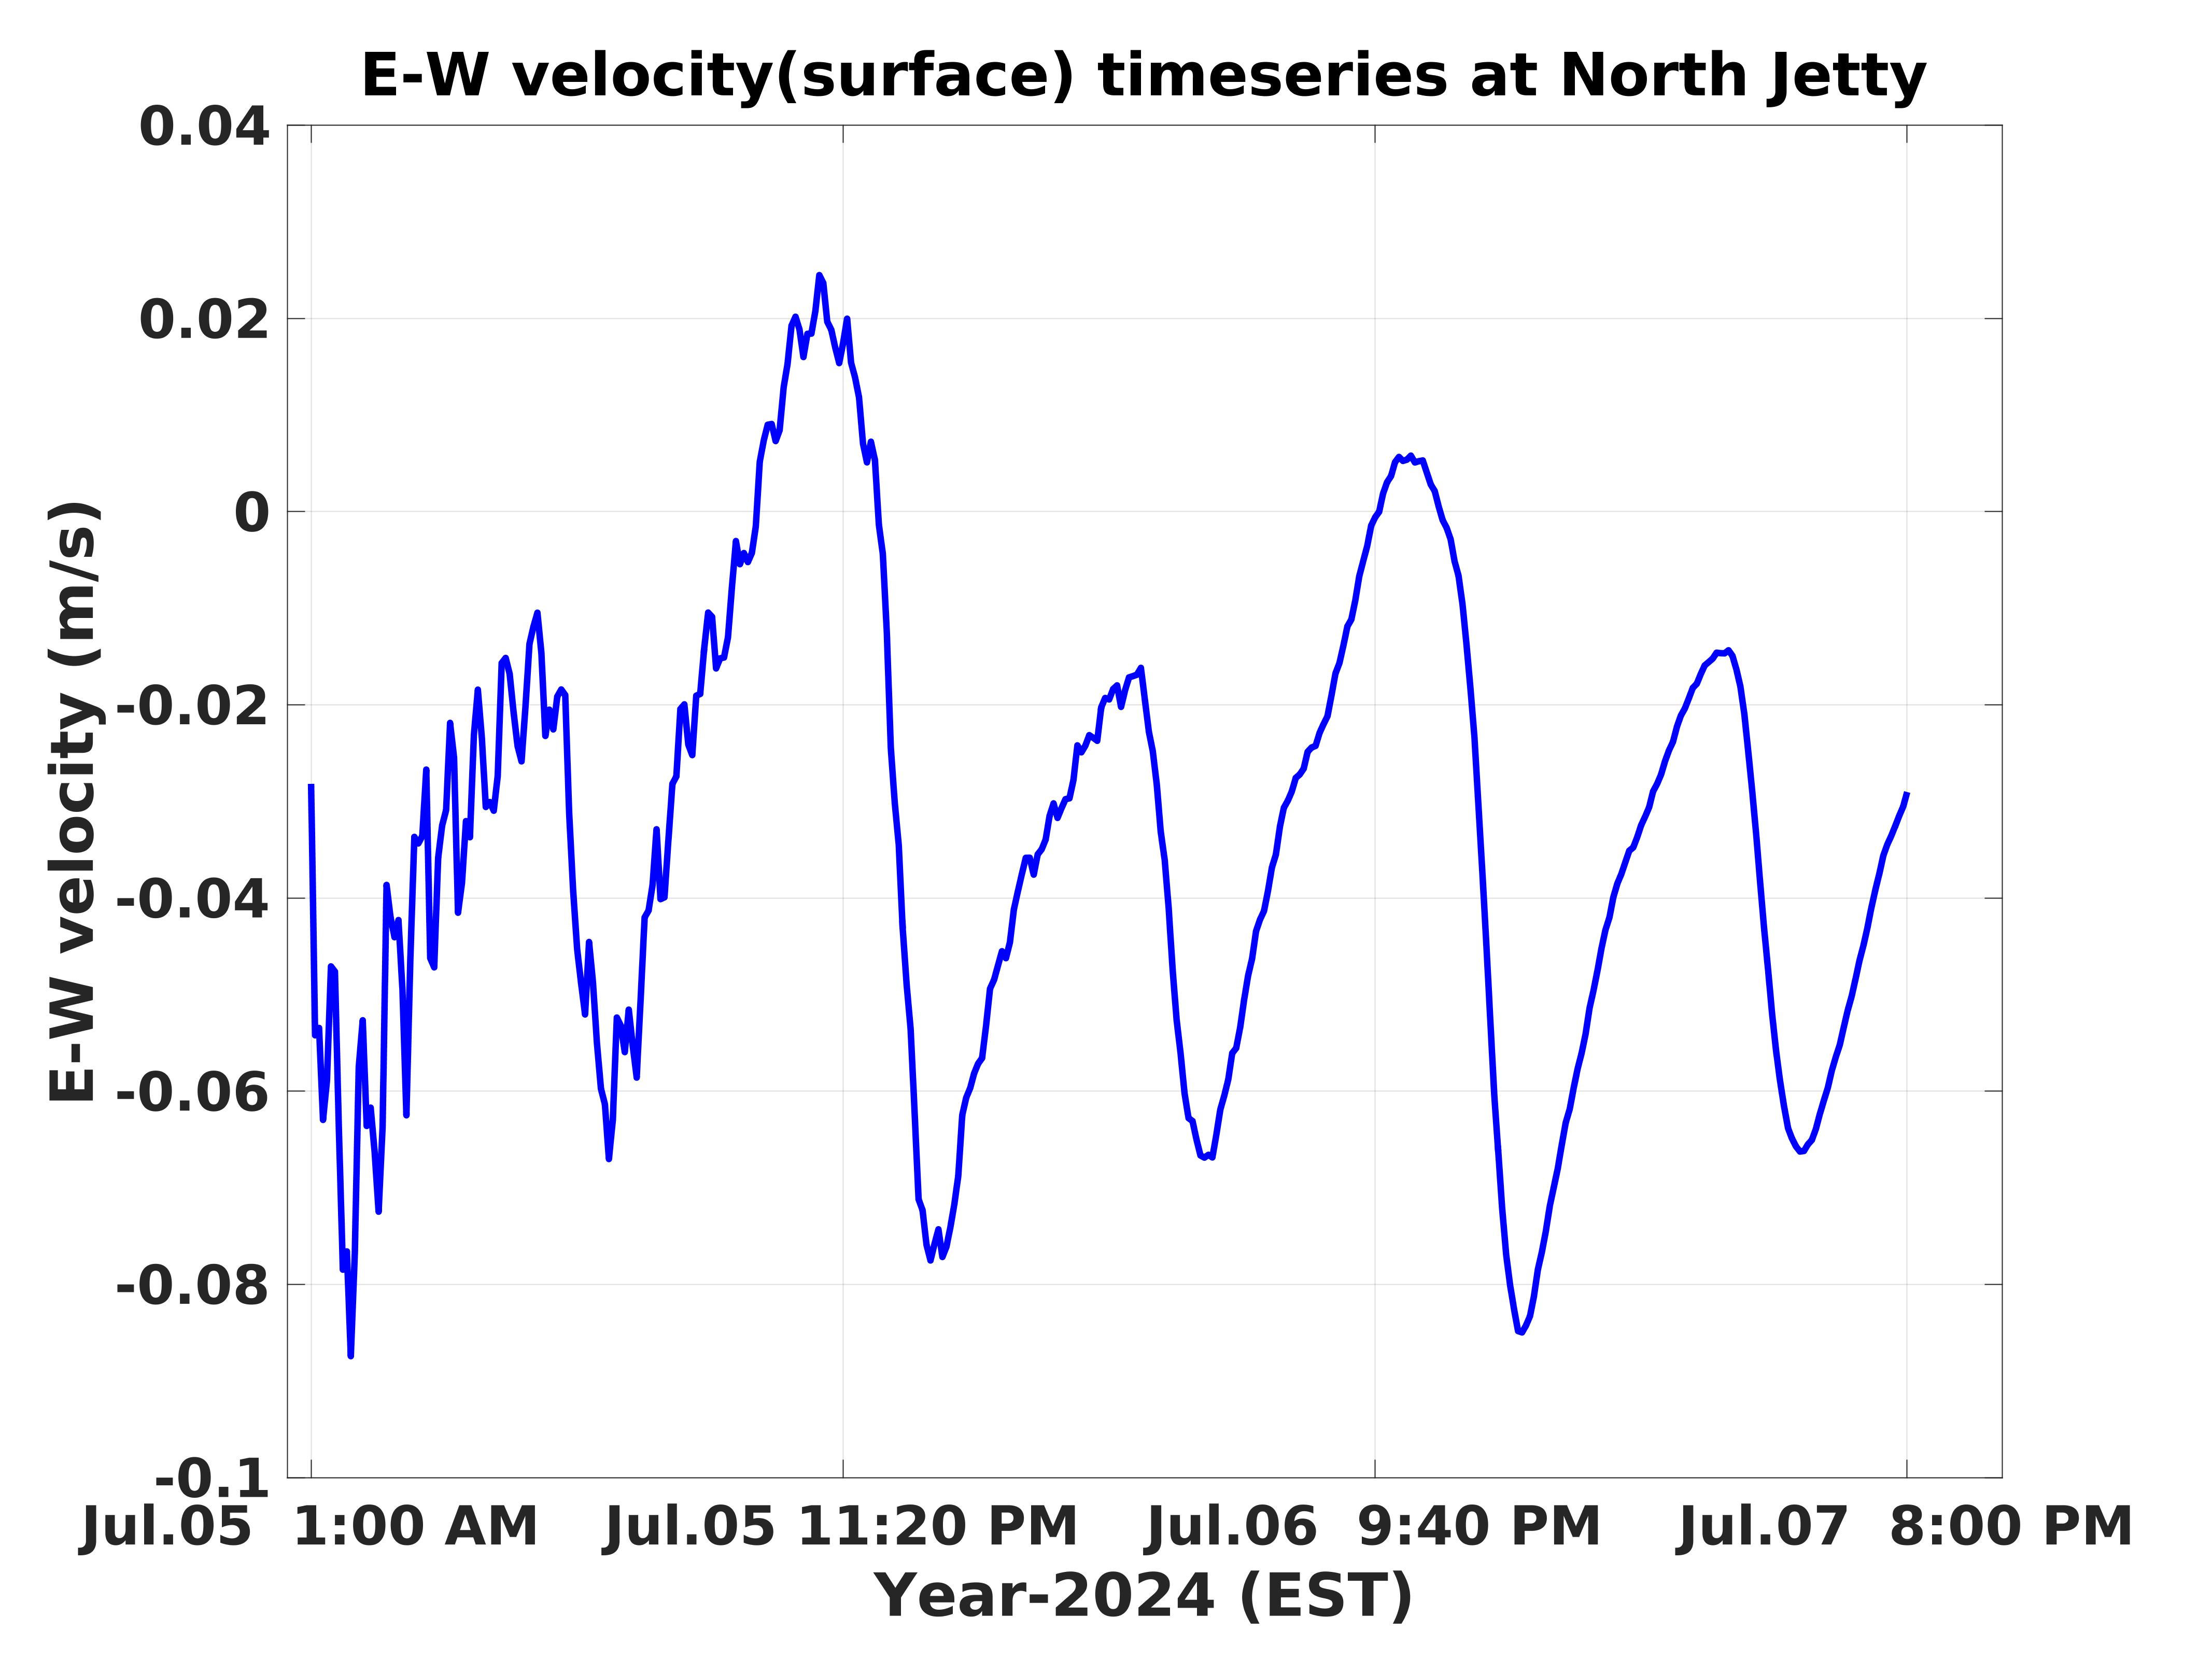 E-W velocity(surface) timeseries at North Jetty
E-W velocity (m/s)
0.04
0.02
0
-0.02
-0.04
-0.06
-0.08
-0.1
Jul.05 1:00 AM
Jul.05 11:20 PM
Jul.06 9:40 PM
Jul.07 8:00 PM
Year-2024 (EST)